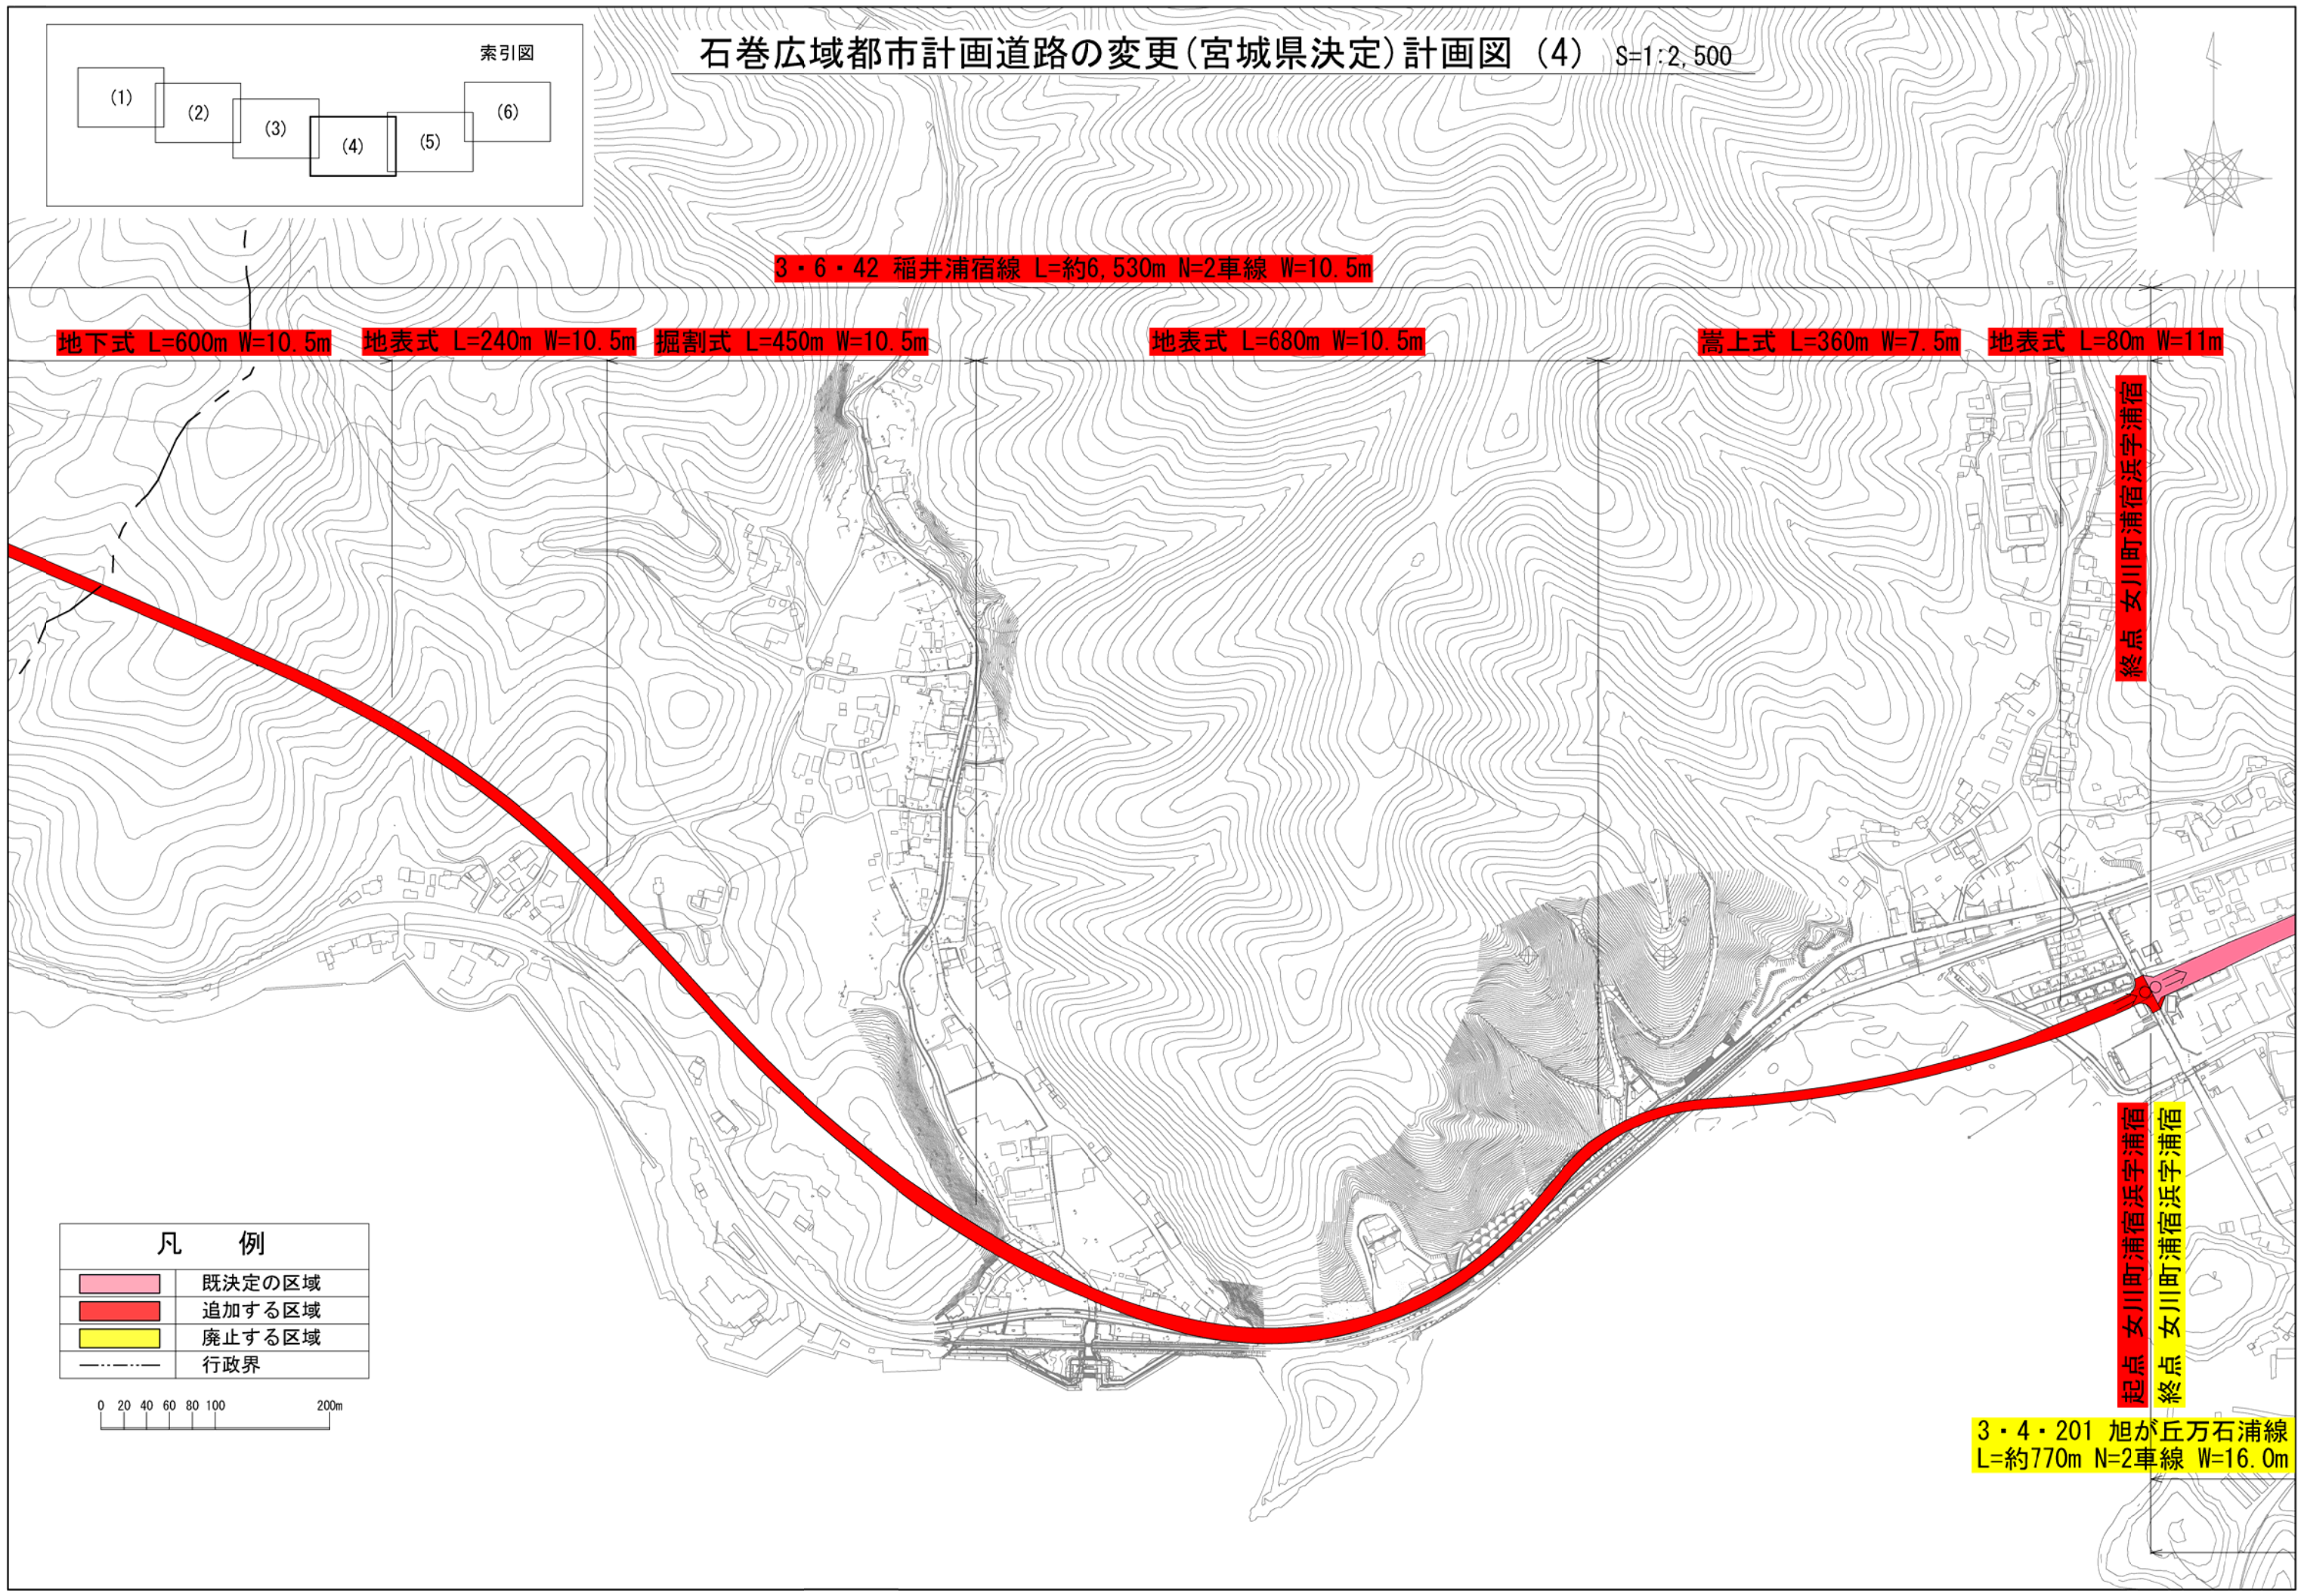 石巻広域都市計画道路の変更(宮城県決定)計画図 (4) S=1:2,500
索引図
(1)
(2)
(3)
(4)
(5)
(6)
3・6・42 稲井浦宿線 L=約6,530m N=2車線 W=10.5m
地下式 L=600m W=10.5m
地表式 L=240m W=10.5m
掘割式 L=450m W=10.5m
地表式 L=680m W=10.5m
嵩上式 L=360m W=7.5m
地表式 L=80m W=11m
終点 女川町浦宿浜字浦宿
起点 女川町浦宿浜字浦宿
終点 女川町浦宿浜字浦宿
3・4・201 旭が丘万石浦線
L=約770m N=2車線 W=16.0m
凡 例
既決定の区域
追加する区域
廃止する区域
行政界
0 20 40 60 80 100 200m